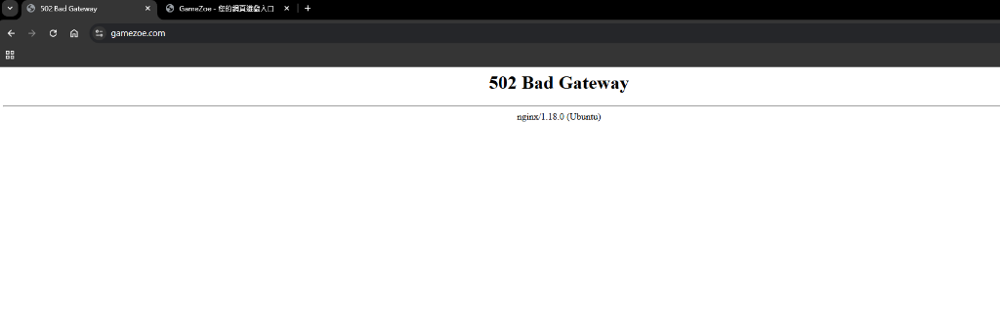 502 Bad Gateway
GameZoe - 您的網頁遊戲入口
gamezoe.com
502 Bad Gateway
nginx/1.18.0 (Ubuntu)